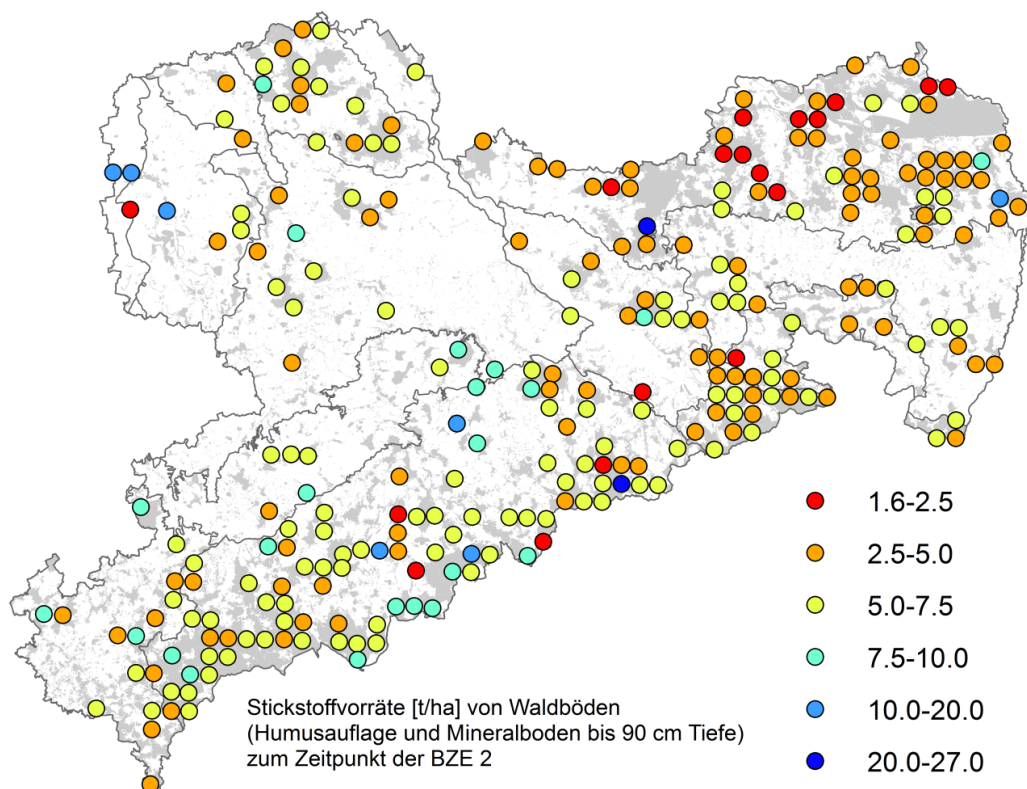 1.6-2.5
2.5-5.0
5.0-7.5
7.5-10.0
10.0-20.0
20.0-27.0
Stickstoffvorräte [t/ha] von Waldböden
(Humusauflage und Mineralboden bis 90 cm Tiefe)
zum Zeitpunkt der BZE 2